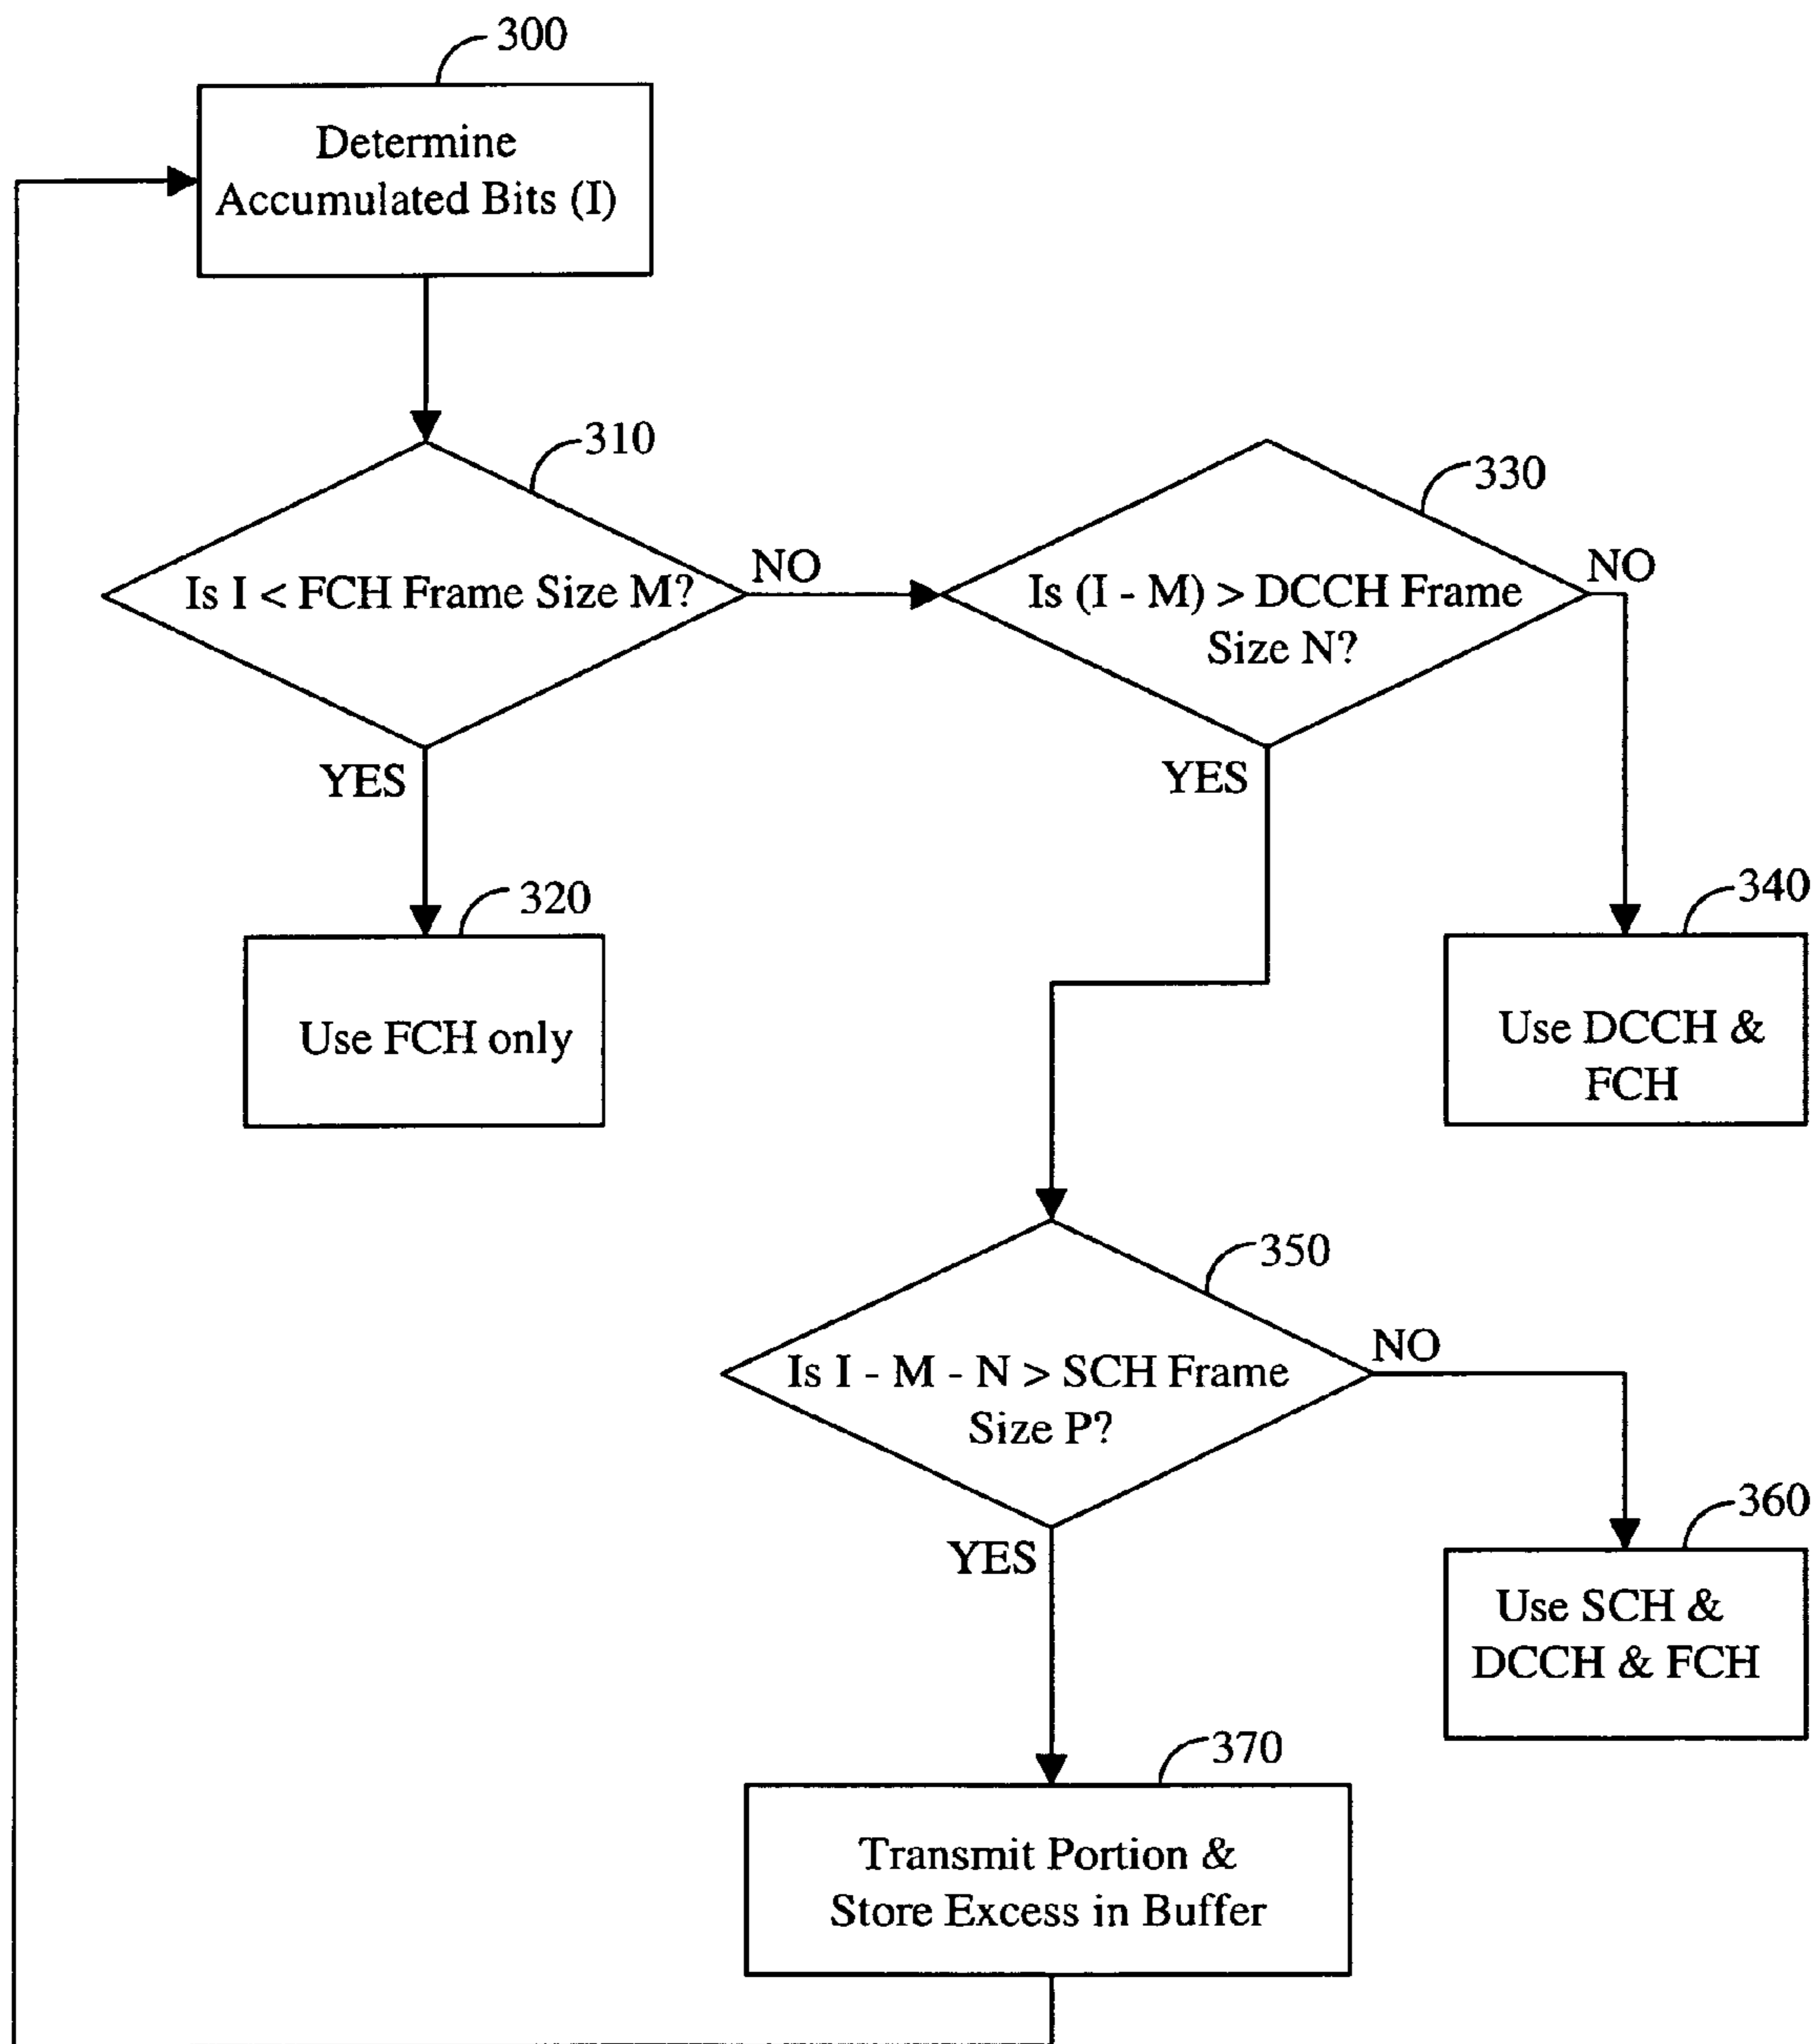 300
Determine
Accumulated Bits (I)
310
Is I < FCH Frame Size M?
NO
YES
330
Is (I - M) > DCCH Frame
Size N?
NO
YES
320
Use FCH only
340
Use DCCH &
FCH
350
Is I - M - N > SCH Frame
Size P?
NO
YES
360
Use SCH &
DCCH & FCH
370
Transmit Portion &
Store Excess in Buffer